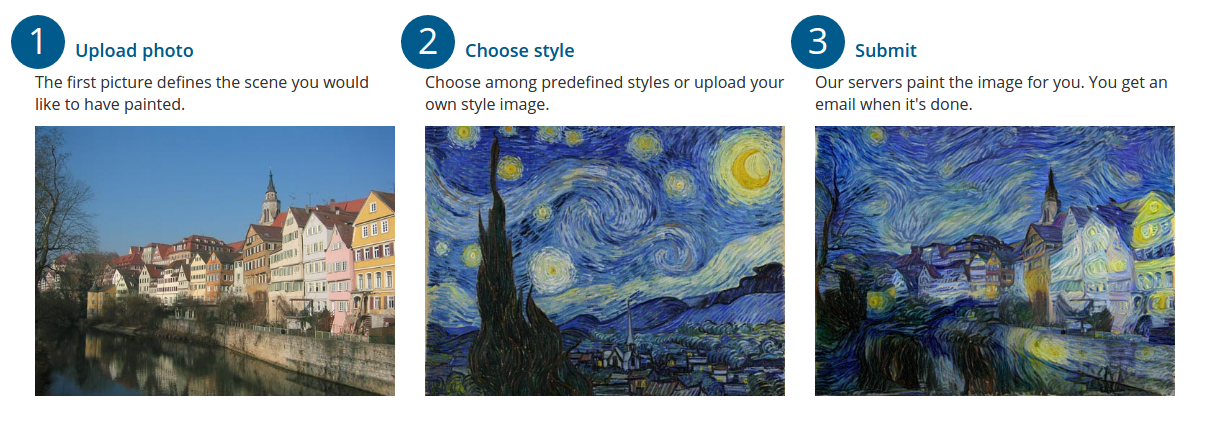 1 Upload photo
The first picture defines the scene you would
like to have painted.
2 Choose style
Choose among predefined styles or upload your
own style image.
3 Submit
Our servers paint the image for you. You get an
email when it's done.